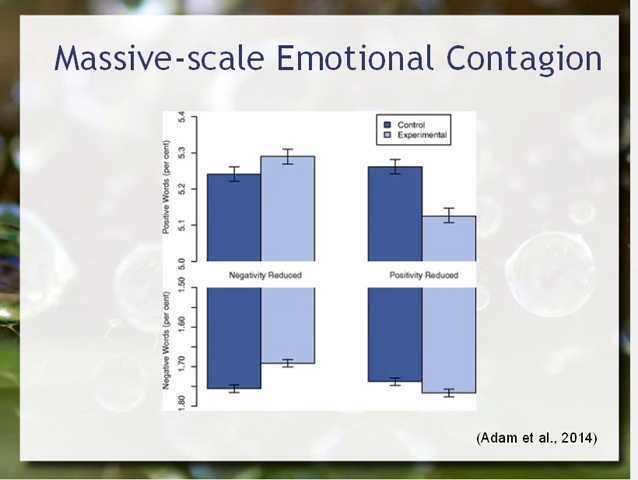 Massive-scale Emotional Contagion
Control
Experimental
Positive Words (per cent)
5.4
5.3
5.2
5.1
5.0
Negativity Reduced
Positivity Reduced
Negative Words (per cent)
1.50
1.60
1.70
1.80
(Adam et al., 2014)